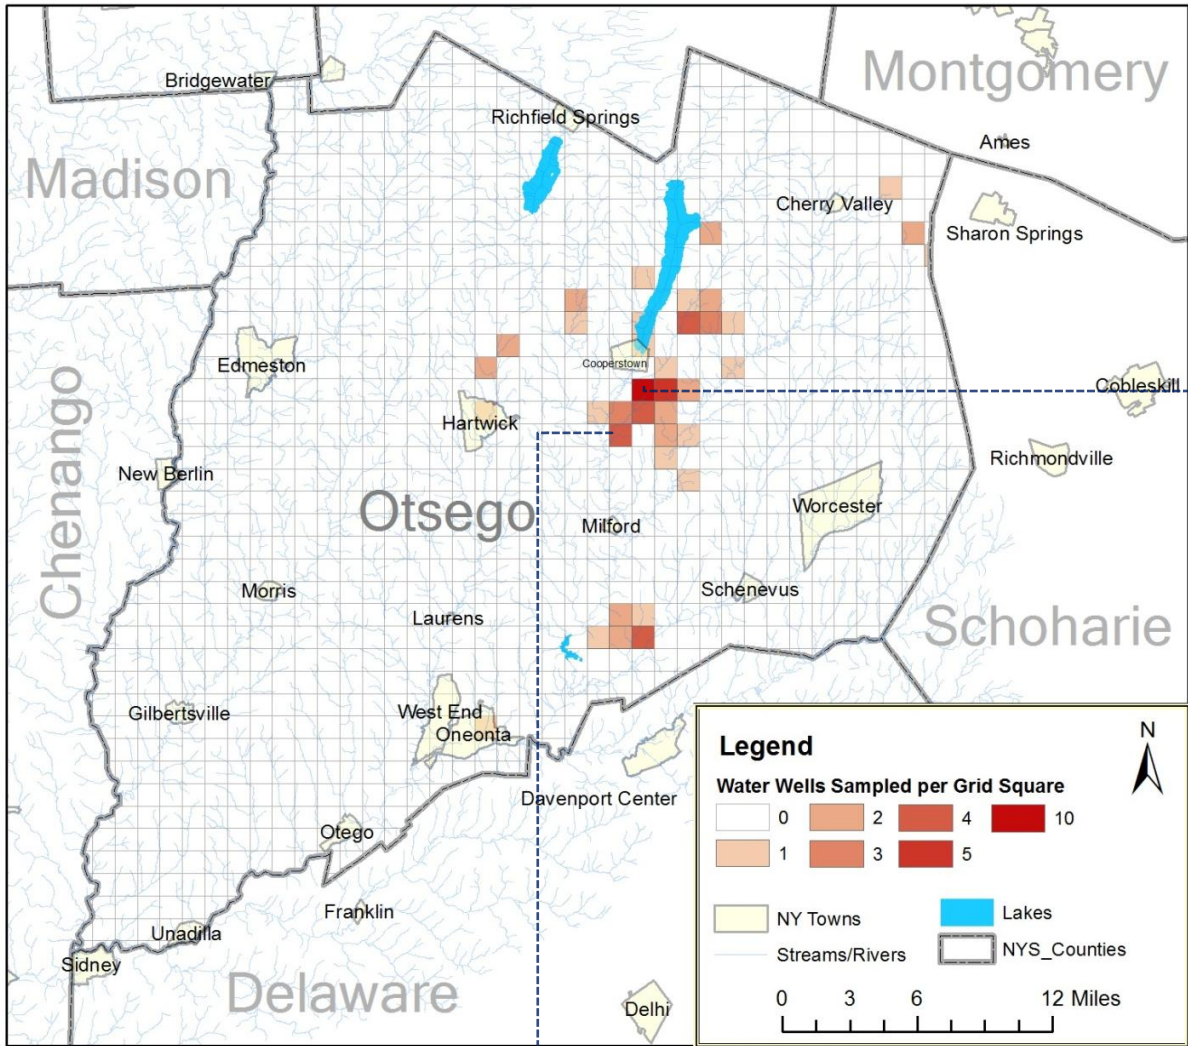 Montgomery
Bridgewater
Richfield Springs
Ames
Madison
Cherry Valley
Sharon Springs
Edmeston
Cooperstown
Cobleskill
Hartwick
Chenango
New Berlin
Richmondville
Otsego
Worcester
Milford
Morris
Schenevus
Laurens
Schoharie
Gilbertsville
West End
Oneonta
Davenport Center
Otego
Franklin
Unadilla
Sidney
Delaware
Delhi
Legend
N
Water Wells Sampled per Grid Square
0 2 4 10
1 3 5
NY Towns Lakes
Streams/Rivers NYS_Counties
0 3 6 12 Miles